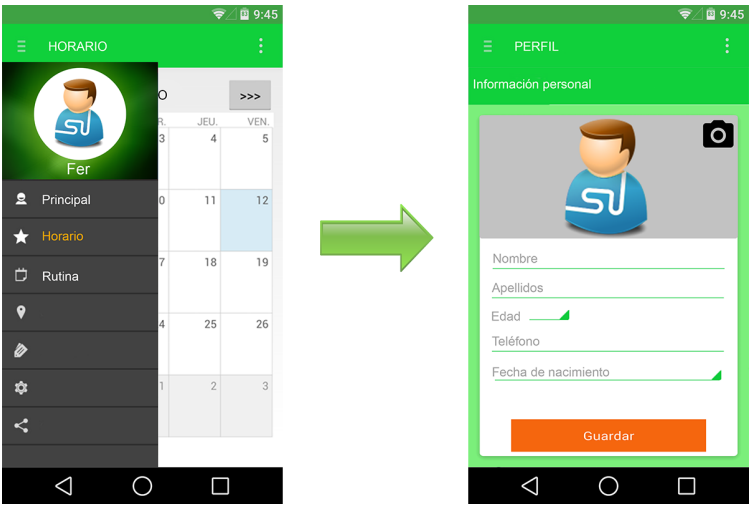 9:45
HORARIO
O
>>>
R. JEU. VEN.
3 4 5
Fer
Principal
0 11 12
Horario
Rutina
7 18 19
4 25 26
1 2 3
9:45
PERFIL
Información personal
Nombre
Apellidos
Edad
Teléfono
Fecha de nacimiento
Guardar